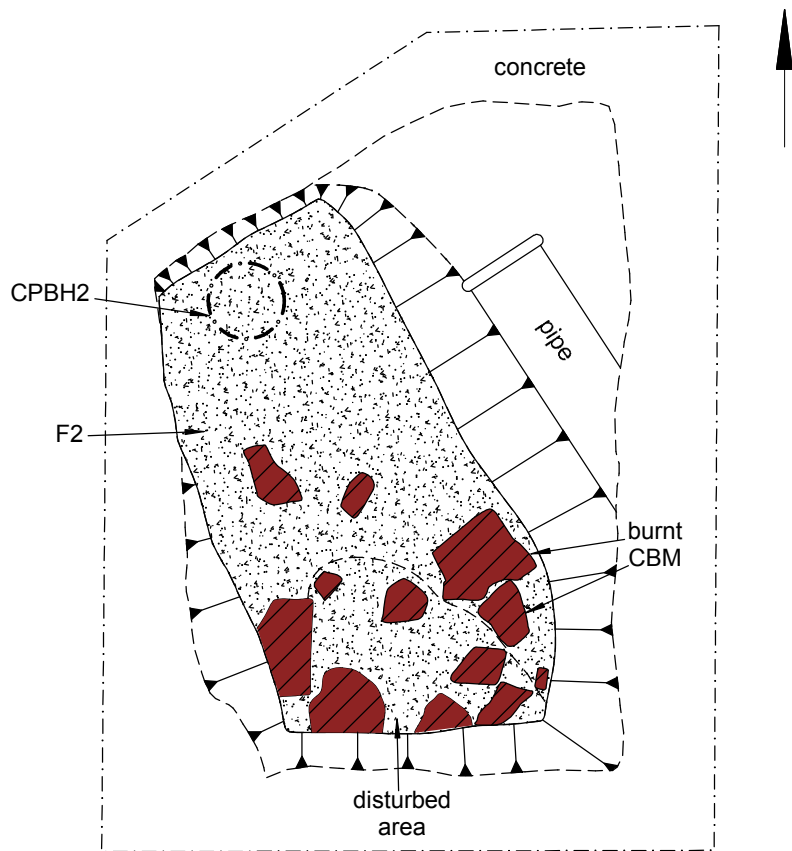 concrete
CPBH2
pipe
F2
burnt
CBM
disturbed
area